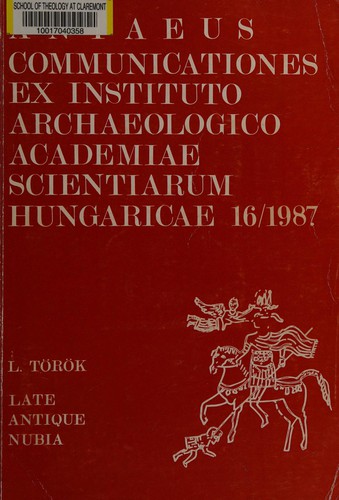 SCHOOL OF THEOLOGY AT CLAREMONT
10017040358
AEUS
COMMUNICATIONES
EX INSTITUTO
ARCHAEOLOGICO
ACADEMIAE
SCIENTIARUM
HUNGARICAE 16/1987
L. TÖRÖK
LATE
ANTIQUE
NUBIA